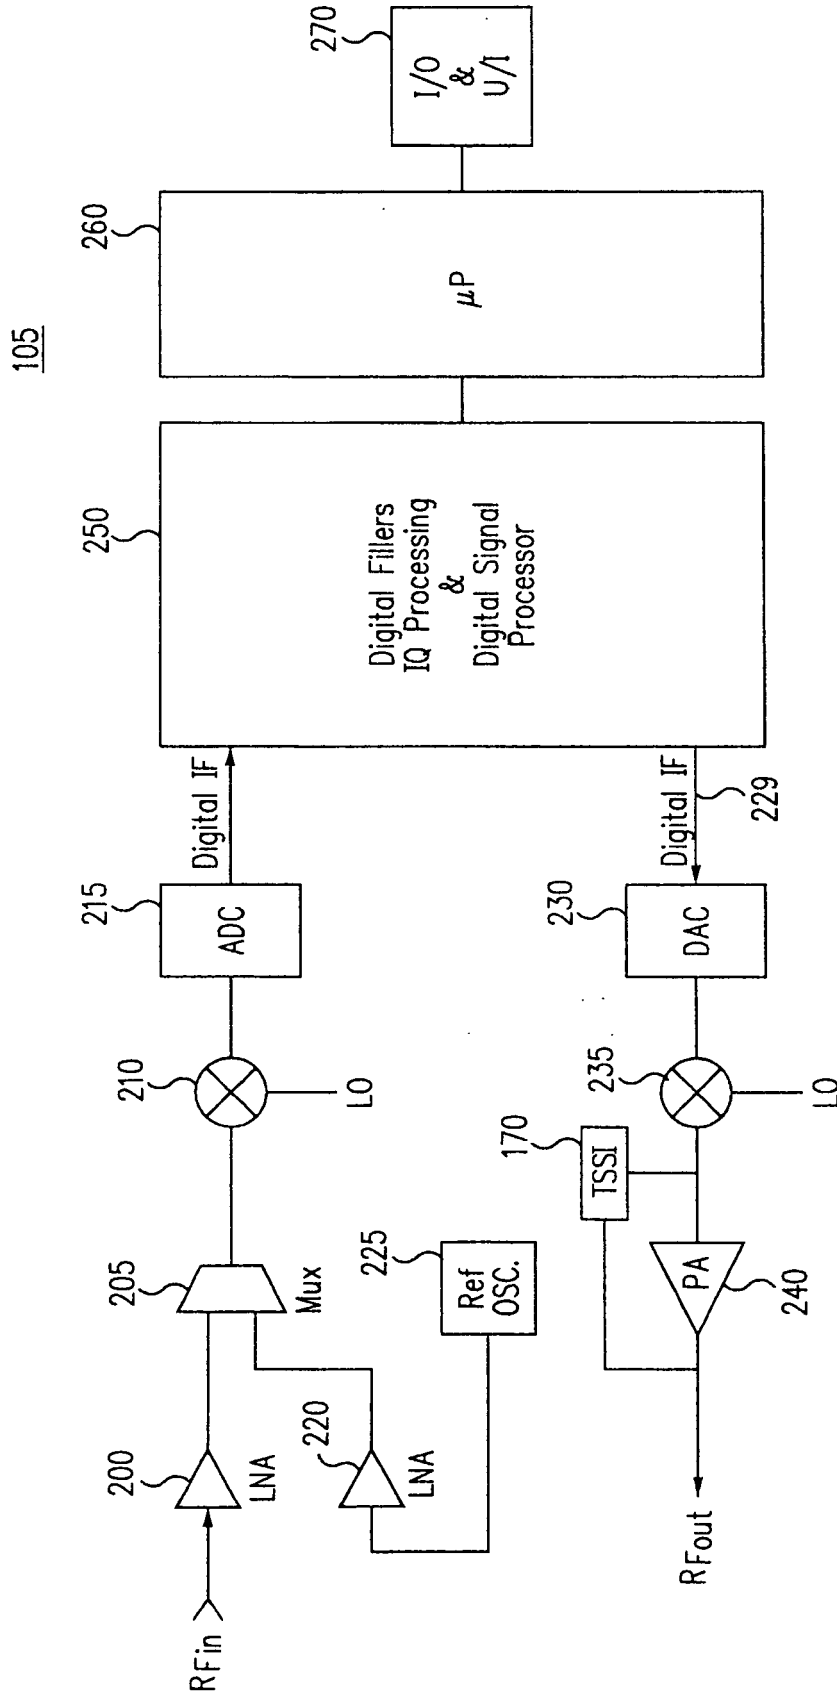 105
RFin
200
LNA
205
Mux
210
LO
215
ADC
Digital IF
220
LNA
225
Ref
OSC.
250
Digital Fillers
IQ Processing
&
Digital Signal
Processor
260
µP
270
I/O
&
U/I
RFout
PA
240
170
TSSI
235
LO
230
DAC
Digital IF
229